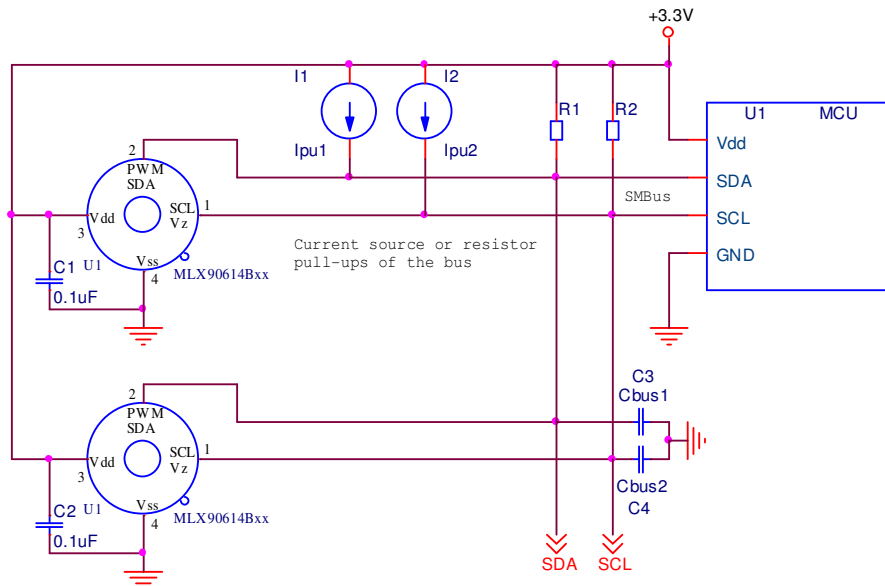 +3.3V
I1
I2
R1
R2
U1
MCU
Ipu1
Ipu2
Vdd
SDA
SCL
GND
SMBus
2
PWM
SDA
SCL
Vz
1
Vdd
3
Vss
4
C1
U1
MLX90614Bxx
0.1uF
Current source or resistor
pull-ups of the bus
2
PWM
SDA
SCL
Vz
1
Vdd
3
Vss
4
C2
U1
MLX90614Bxx
0.1uF
C3
Cbus1
Cbus2
C4
SDA
SCL